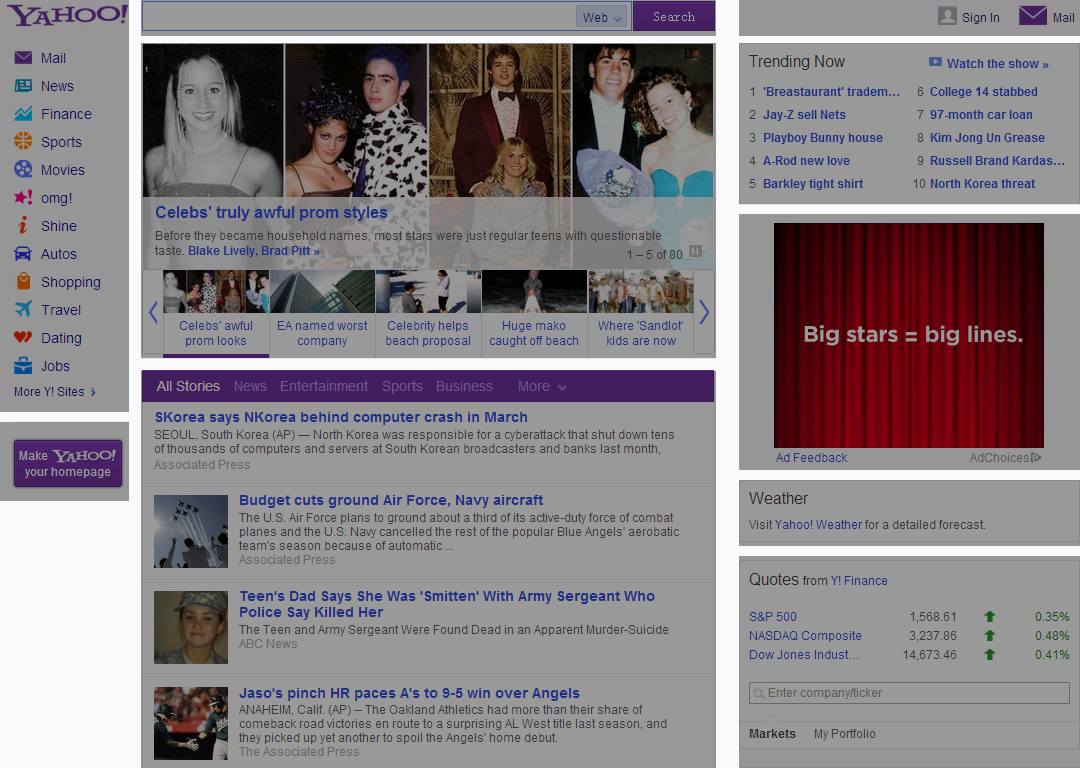 YAHOO!
Web
Search
Sign In
Mail
Mail
News
Finance
Sports
Movies
omg!
Shine
Autos
Shopping
Travel
Dating
Jobs
More Y! Sites ›
Make YAHOO!
your homepage
Celebs' truly awful prom styles
Before they became household names, most stars were just regular teens with questionable
taste. Blake Lively, Brad Pitt »
1 – 5 of 80
Celebs' awful
prom looks
EA named worst
company
Celebrity helps
beach proposal
Huge mako
caught off beach
Where 'Sandlot'
kids are now
All Stories News Entertainment Sports Business More
SKorea says NKorea behind computer crash in March
SEOUL, South Korea (AP) — North Korea was responsible for a cyberattack that shut down tens
of thousands of computers and servers at South Korean broadcasters and banks last month,
Associated Press
Budget cuts ground Air Force, Navy aircraft
The U.S. Air Force plans to ground about a third of its active-duty force of combat
planes and the U.S. Navy cancelled the rest of the popular Blue Angels' aerobatic
team's season because of automatic ...
Associated Press
Teen's Dad Says She Was 'Smitten' With Army Sergeant Who
Police Say Killed Her
The Teen and Army Sergeant Were Found Dead in an Apparent Murder-Suicide
ABC News
Jaso's pinch HR paces A's to 9-5 win over Angels
ANAHEIM, Calif. (AP) -- The Oakland Athletics had more than their share of
comeback road victories en route to a surprising AL West title last season, and
they picked up yet another to spoil the Angels' home debut.
The Associated Press
Trending Now
Watch the show »
1 'Breastaurant' tradem...
2 Jay-Z sell Nets
3 Playboy Bunny house
4 A-Rod new love
5 Barkley tight shirt
6 College 14 stabbed
7 97-month car loan
8 Kim Jong Un Grease
9 Russell Brand Kardas...
10 North Korea threat
Big stars = big lines.
Ad Feedback
AdChoices
Weather
Visit Yahoo! Weather for a detailed forecast.
Quotes from Y! Finance
S&P 500 1,568.61 0.35%
NASDAQ Composite 3,237.86 0.48%
Dow Jones Indust... 14,673.46 0.41%
Enter company/ticker
Markets My Portfolio